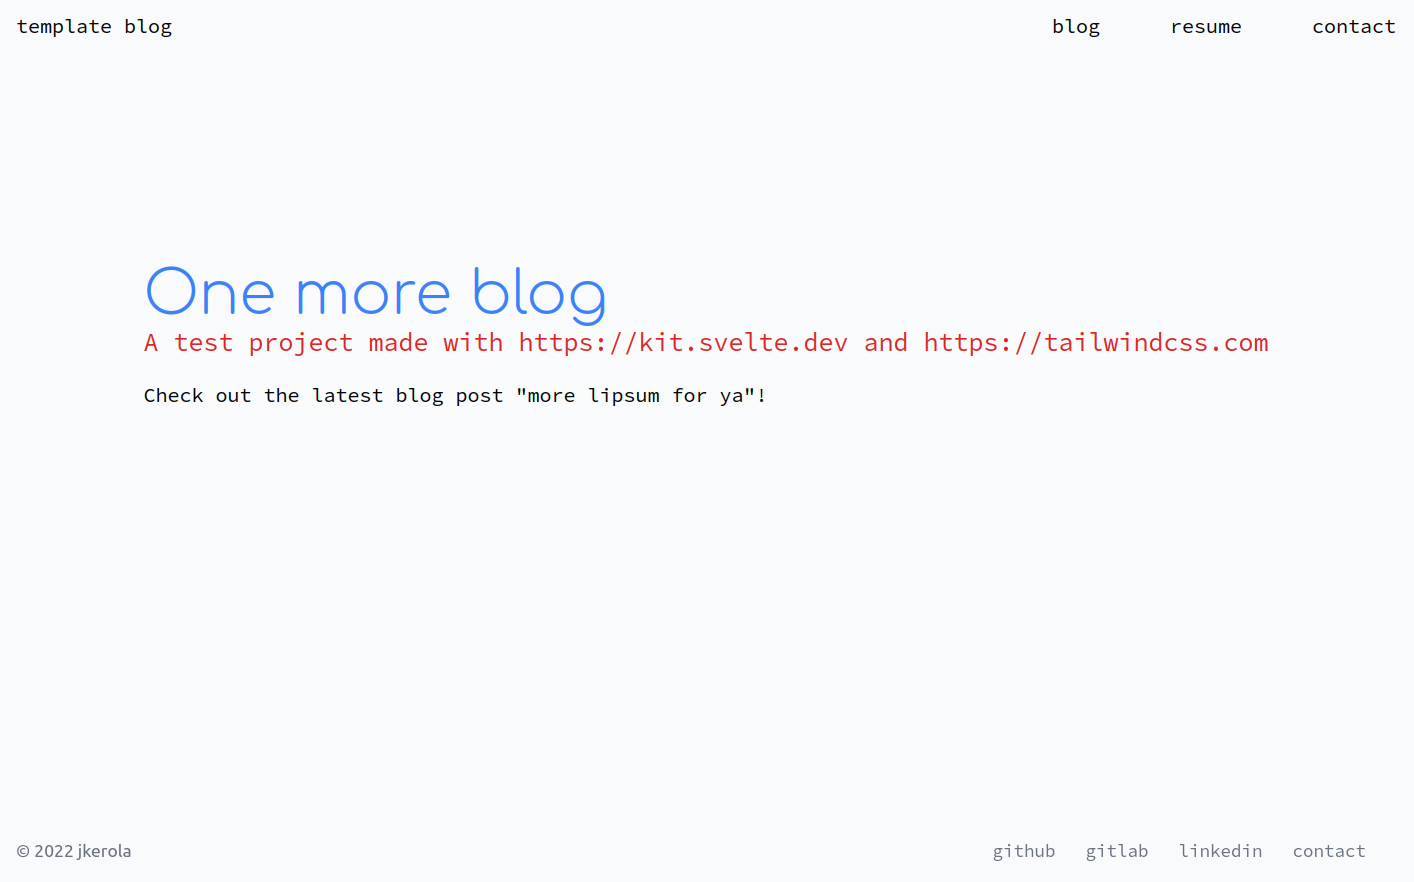 template blog blog resume contact
One more blog
A test project made with https://kit.svelte.dev and https://tailwindcss.com
Check out the latest blog post "more lipsum for ya"!
© 2022 jkerola github gitlab linkedin contact